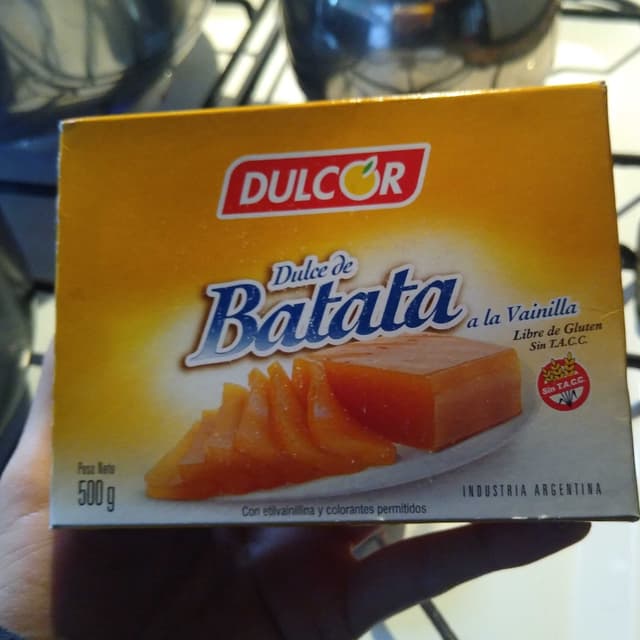 DULCOR
Dulce de
Batata
a la Vainilla
Libre de Gluten
Sin T.A.C.C.
Sin T.A.C.C.
Peso Neto
500 g
INDUSTRIA ARGENTINA
Con etilvainillina y colorantes permitidos